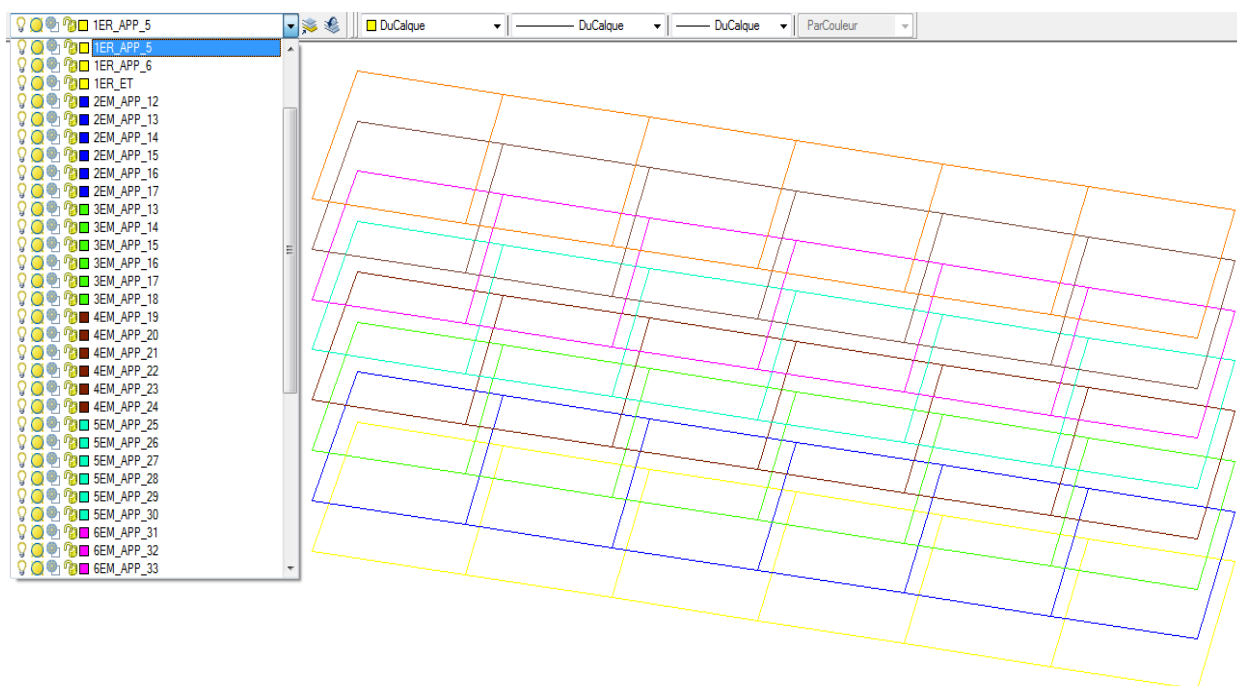 1ER_APP_5 DuCalque DuCalque DuCalque ParCouleur
1ER_APP_5
1ER_APP_6
1ER_ET
2EM_APP_12
2EM_APP_13
2EM_APP_14
2EM_APP_15
2EM_APP_16
2EM_APP_17
3EM_APP_13
3EM_APP_14
3EM_APP_15
3EM_APP_16
3EM_APP_17
3EM_APP_18
4EM_APP_19
4EM_APP_20
4EM_APP_21
4EM_APP_22
4EM_APP_23
4EM_APP_24
5EM_APP_25
5EM_APP_26
5EM_APP_27
5EM_APP_28
5EM_APP_29
5EM_APP_30
6EM_APP_31
6EM_APP_32
6EM_APP_33